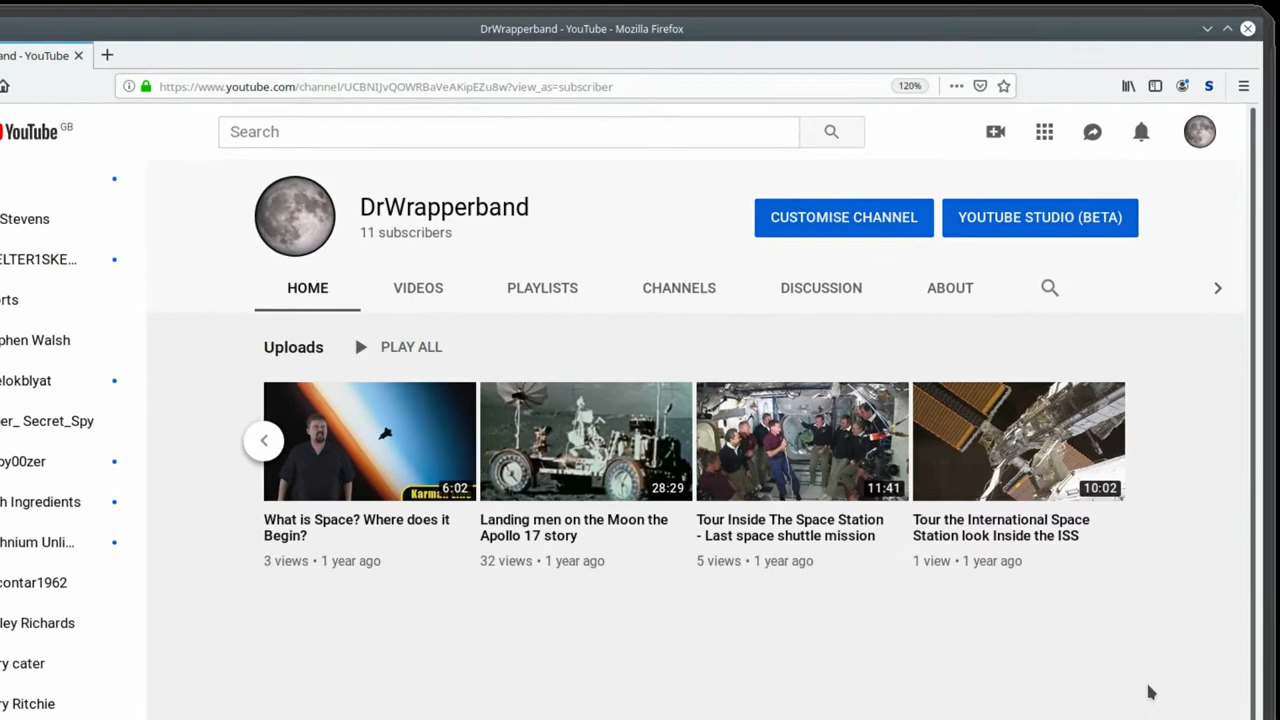 DrWrapperband - YouTube - Mozilla Firefox
and - YouTube
https://www.youtube.com/channel/UCBNIJvQOWRBaVeAKipEZu8w?view_as=subscriber
120%
S
YouTube GB
Search
DrWrapperband
11 subscribers
CUSTOMISE CHANNEL
YOUTUBE STUDIO (BETA)
HOME
VIDEOS
PLAYLISTS
CHANNELS
DISCUSSION
ABOUT
Uploads
PLAY ALL
6:02
28:29
11:41
10:02
What is Space? Where does it
Begin?
3 views • 1 year ago
Landing men on the Moon the
Apollo 17 story
32 views • 1 year ago
Tour Inside The Space Station
- Last space shuttle mission
5 views • 1 year ago
Tour the International Space
Station look Inside the ISS
1 view • 1 year ago
Stevens
ELTER1SKE...
orts
phen Walsh
elokblyat
er_ Secret_Spy
py00zer
h Ingredients
hnium Unli...
contar1962
ley Richards
ry cater
ry Ritchie